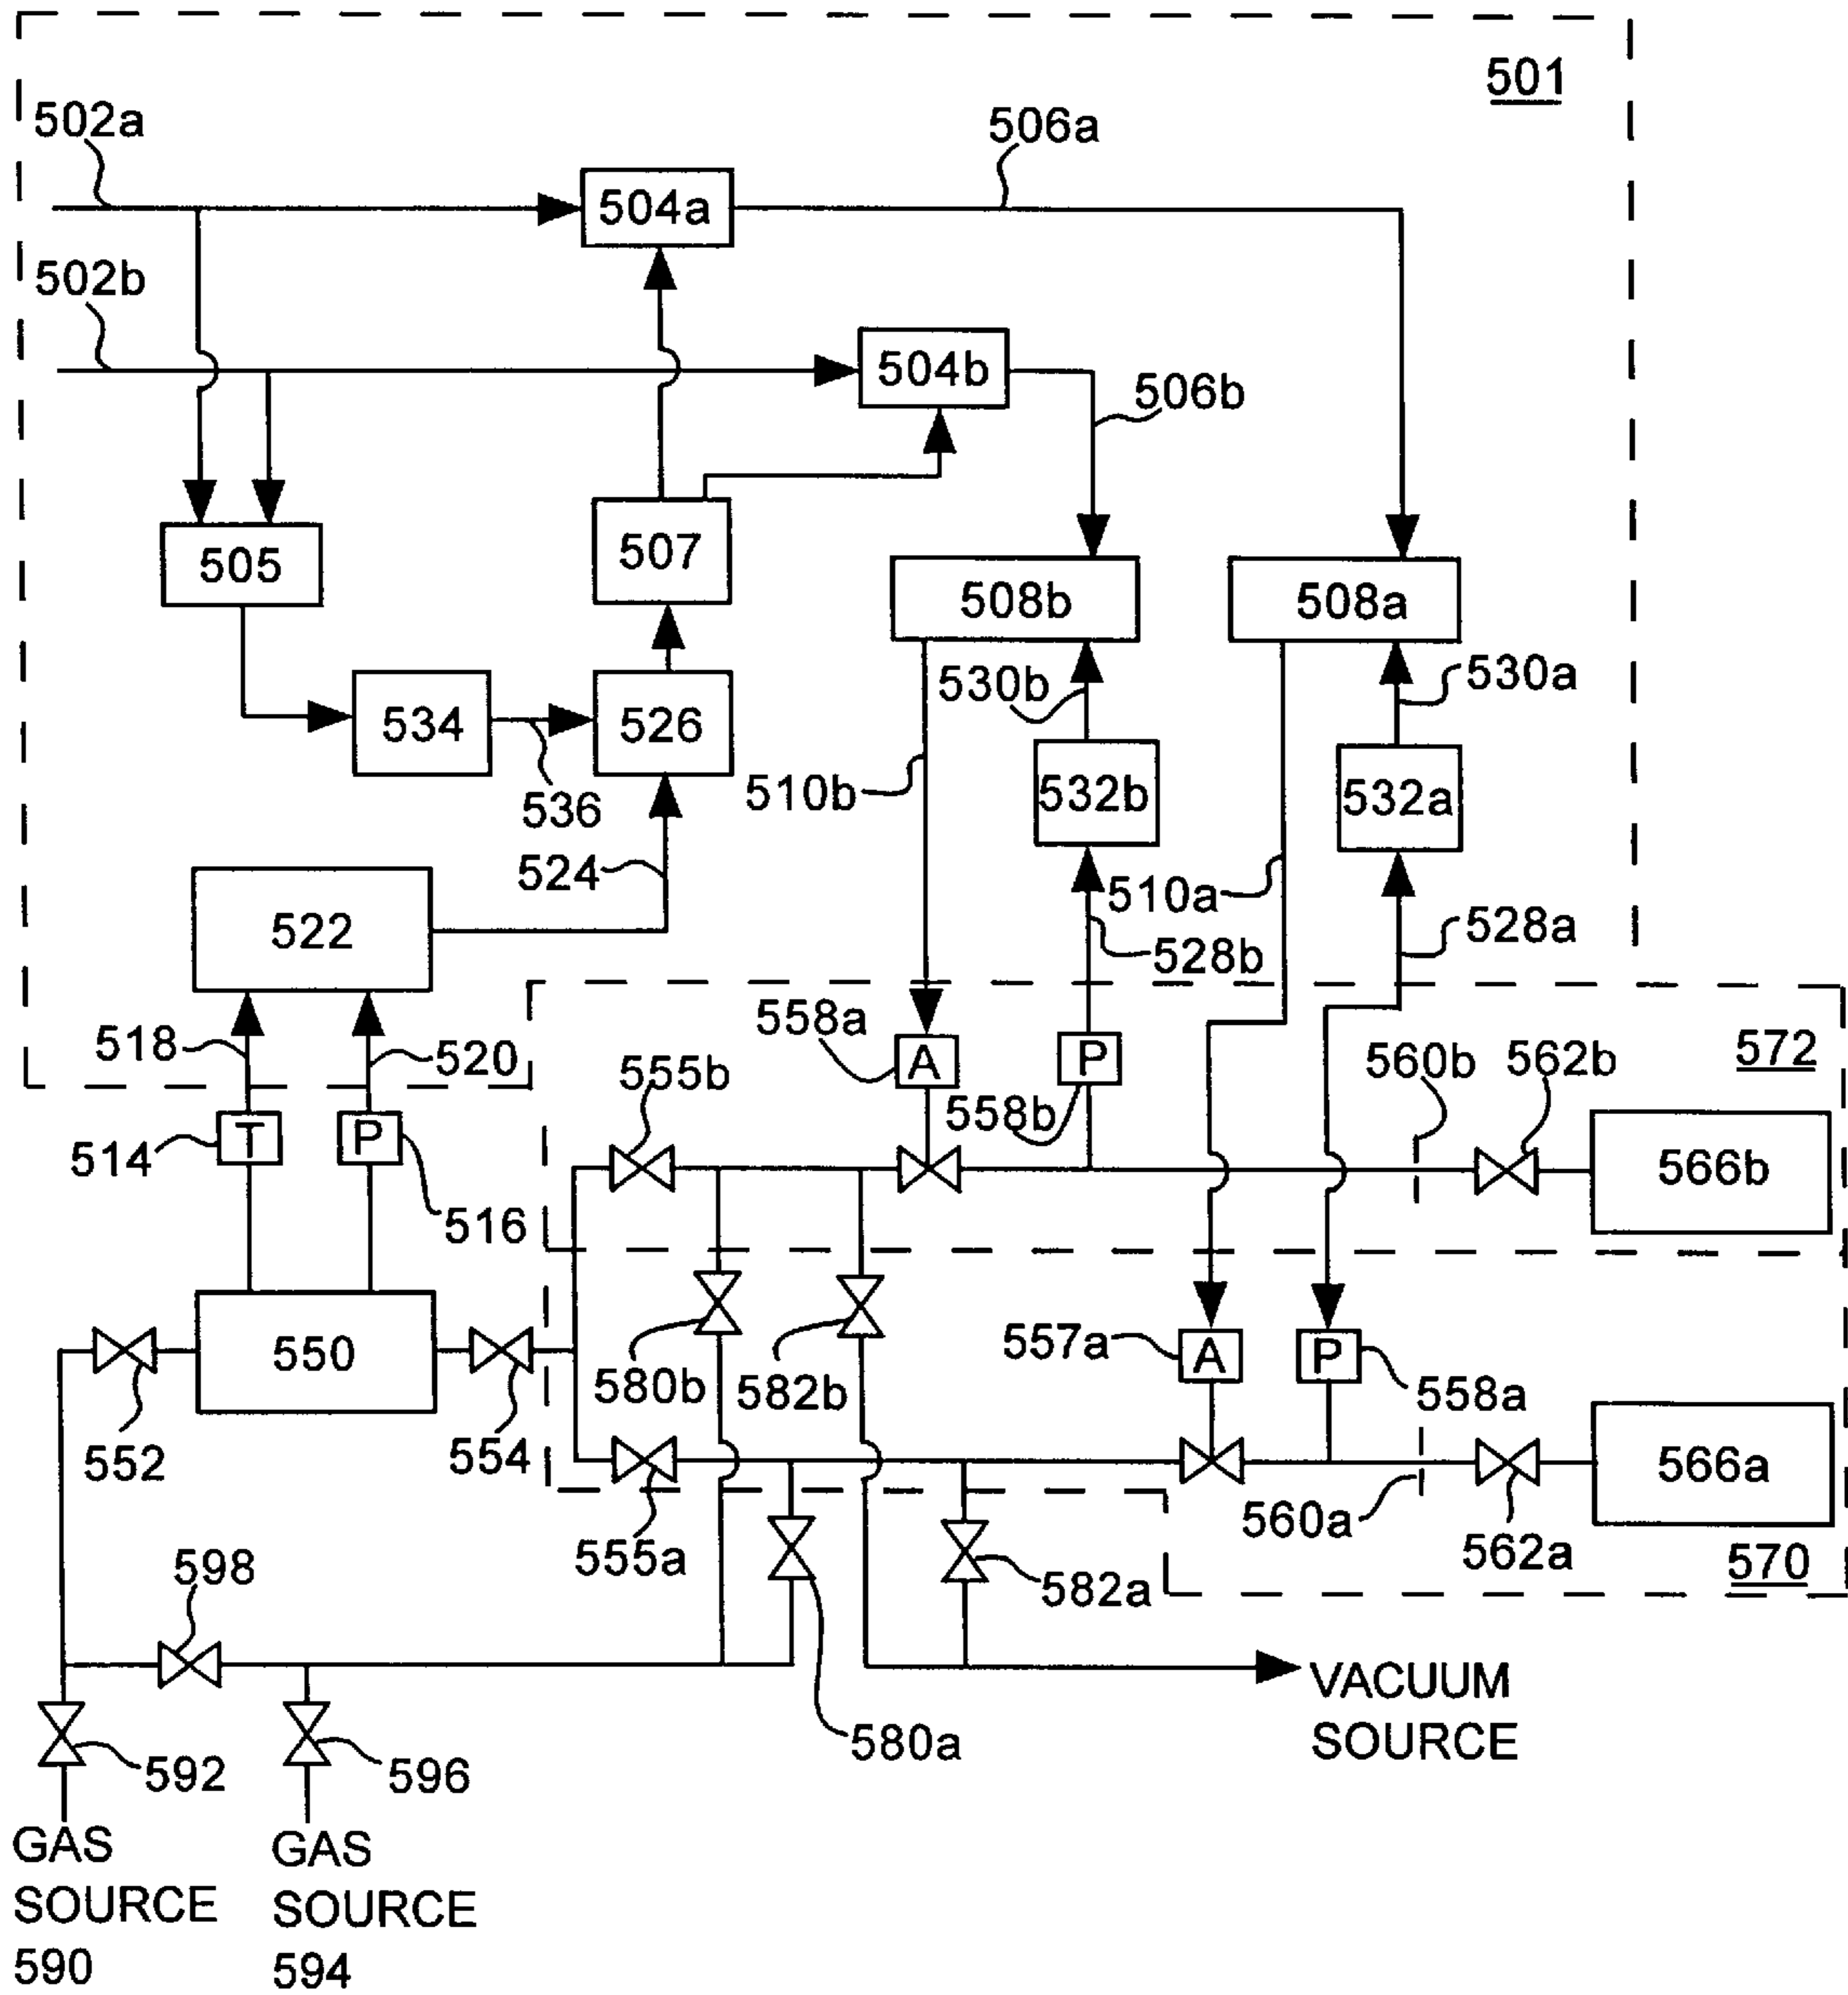 501
502a
506a
504a
502b
504b
506b
505
507
508b
508a
530b
530a
534
526
532b
532a
536
510b
524
510a
522
528b
528a
518
520
558a
A
P
572
555b
558b
560b
562b
514
T
P
516
566b
550
557a
A
P
558a
580b
582b
552
554
566a
555a
560a
562a
598
582a
570
592
596
580a
VACUUM
SOURCE
GAS
SOURCE
590
GAS
SOURCE
594